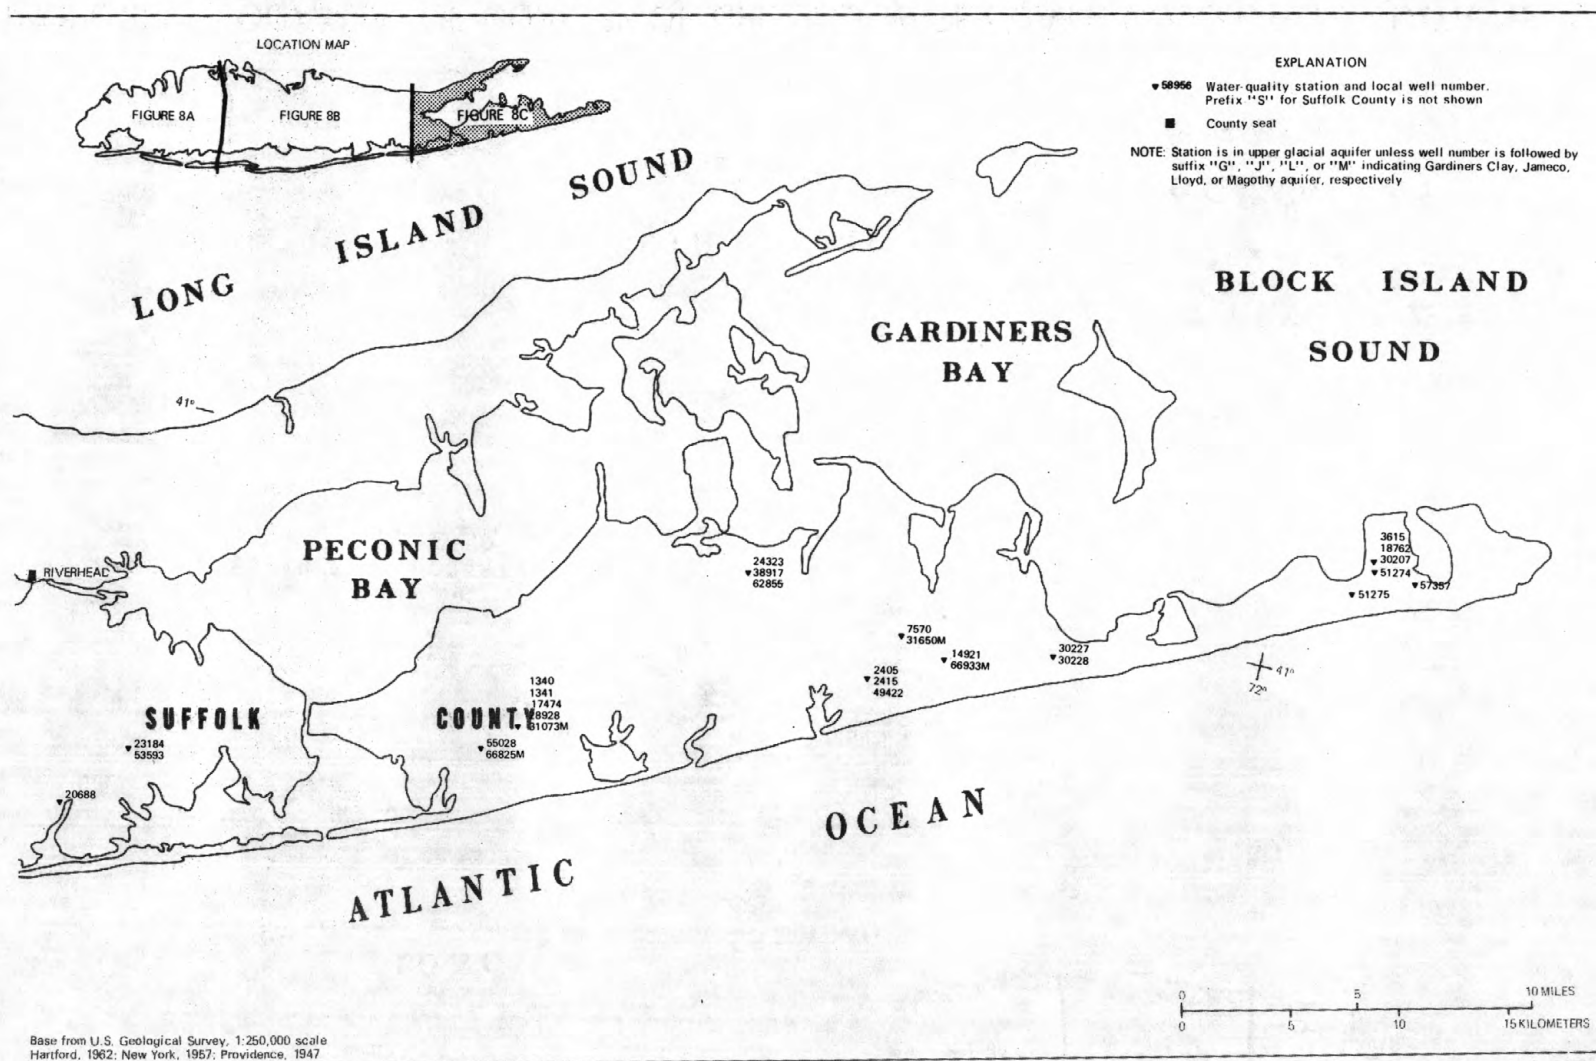 LOCATION MAP
FIGURE 8A
FIGURE 8B
FIGURE 8C
EXPLANATION
58956 Water-quality station and local well number.
Prefix "S" for Suffolk County is not shown
County seat
NOTE: Station is in upper glacial aquifer unless well number is followed by
suffix "G", "J", "L", or "M" indicating Gardiners Clay, Jameco,
Lloyd, or Magothy aquifer, respectively
LONG ISLAND SOUND
BLOCK ISLAND
SOUND
GARDINERS
BAY
41°
PECONIC
BAY
RIVERHEAD
24323
38917
62855
3615
18762
30207
51274
57357
51275
7570
31650M
14921
66933M
30227
30228
2405
2415
49422
41°
72°
1340
1341
17474
28928
31073M
SUFFOLK COUNTY
23184
53593
55028
66825M
20688
ATLANTIC OCEAN
0 5 10 MILES
0 5 10 15 KILOMETERS
Base from U.S. Geological Survey, 1:250,000 scale
Hartford, 1962; New York, 1957; Providence, 1947